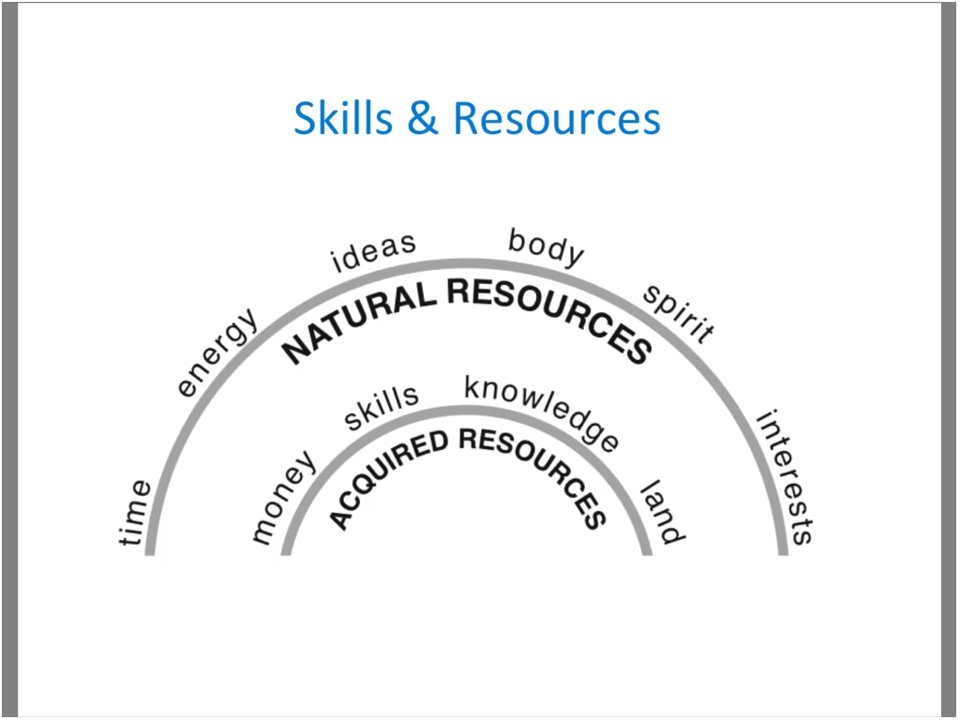 Skills & Resources
time energy ideas body spirit interests
NATURAL RESOURCES
money skills knowledge land
ACQUIRED RESOURCES